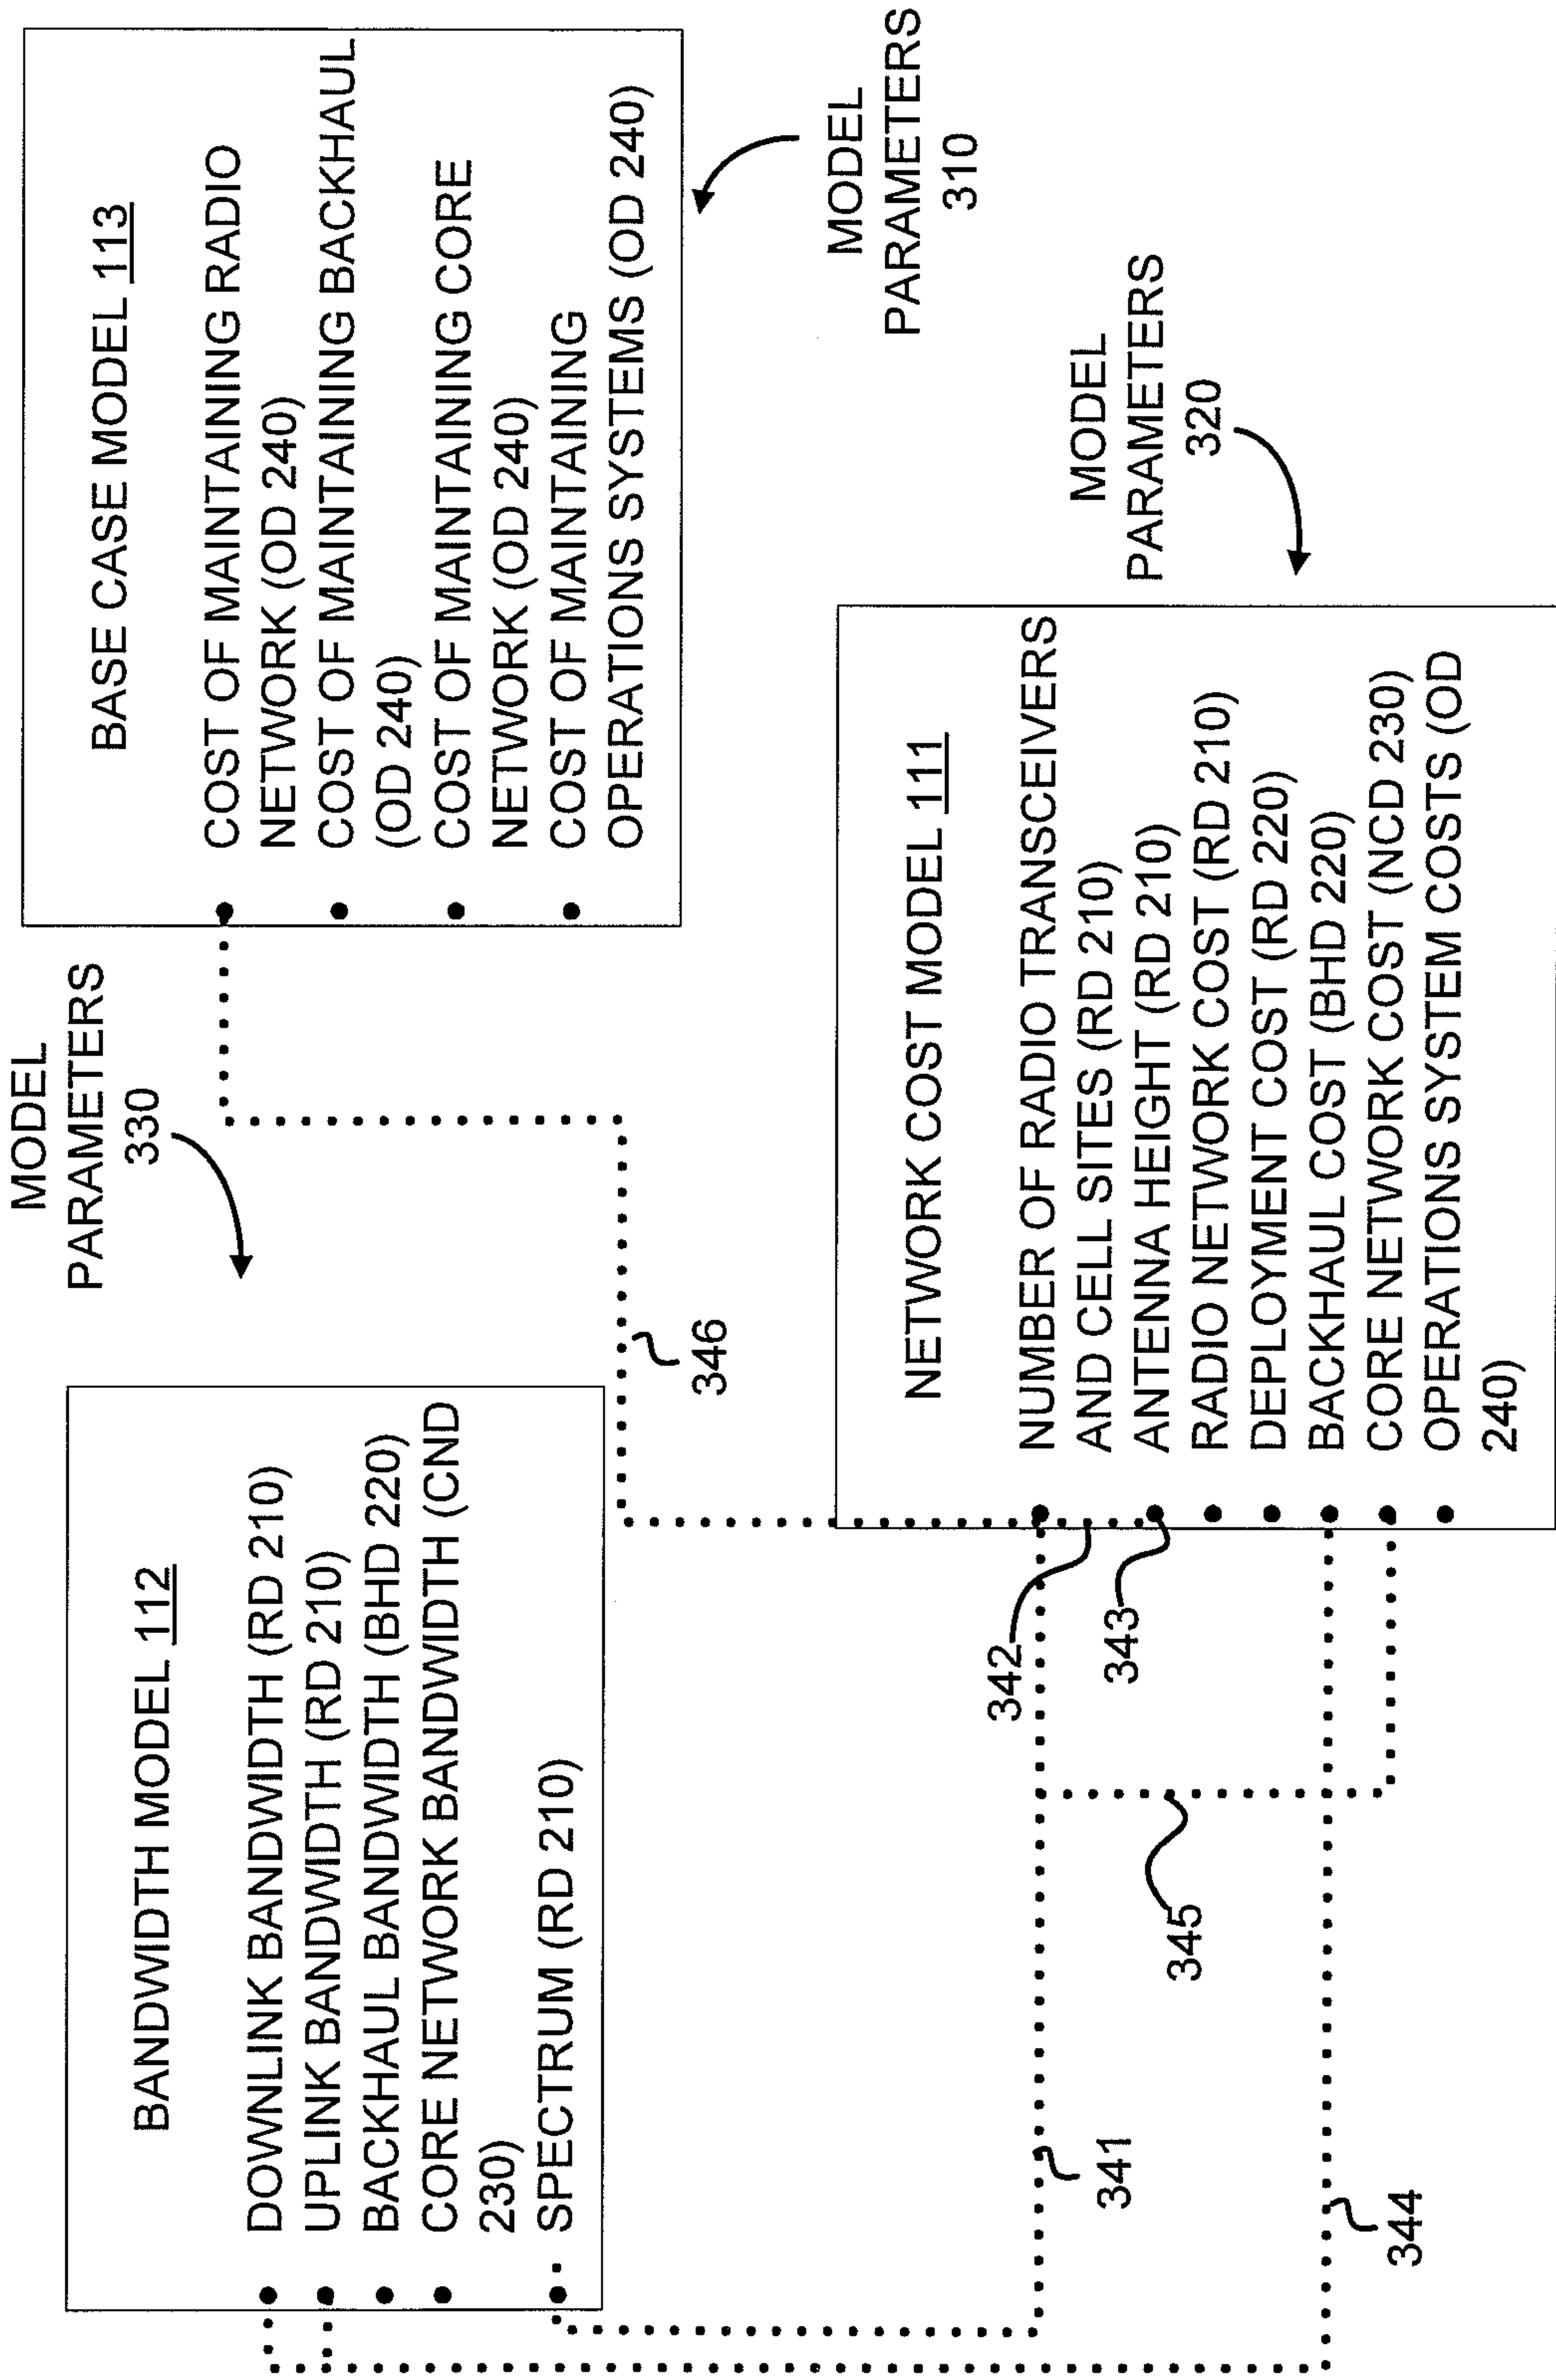 MODEL
PARAMETERS
330
BANDWIDTH MODEL 112
DOWNLINK BANDWIDTH (RD 210)
UPLINK BANDWIDTH (RD 210)
BACKHAUL BANDWIDTH (BHD 220)
CORE NETWORK BANDWIDTH (CND
230)
SPECTRUM (RD 210)
BASE CASE MODEL 113
COST OF MAINTAINING RADIO
NETWORK (OD 240)
COST OF MAINTAINING BACKHAUL
(OD 240)
COST OF MAINTAINING CORE
NETWORK (OD 240)
COST OF MAINTAINING
OPERATIONS SYSTEMS (OD 240)
MODEL
PARAMETERS
310
346
MODEL
PARAMETERS
320
NETWORK COST MODEL 111
NUMBER OF RADIO TRANSCEIVERS
AND CELL SITES (RD 210)
ANTENNA HEIGHT (RD 210)
RADIO NETWORK COST (RD 210)
DEPLOYMENT COST (RD 220)
BACKHAUL COST (BHD 220)
CORE NETWORK COST (NCD 230)
OPERATIONS SYSTEM COSTS (OD
240)
342
343
341
345
344